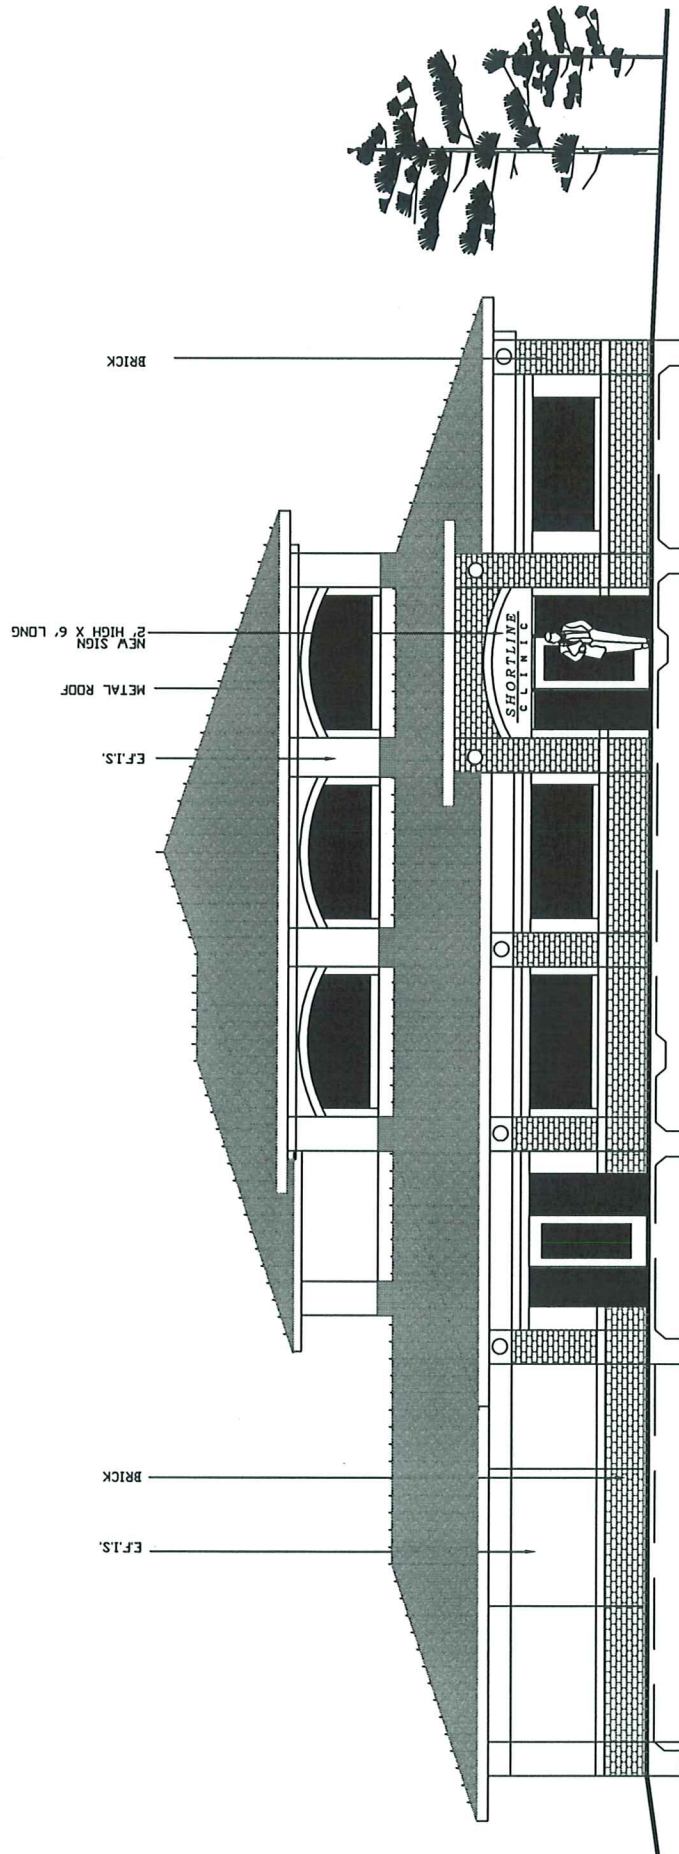 BRICK
NEW SIGN
2' HIGH X 6' LONG
METAL ROOF
E.F.I.S.
SHORTLINE
CLINIC
BRICK
E.F.I.S.